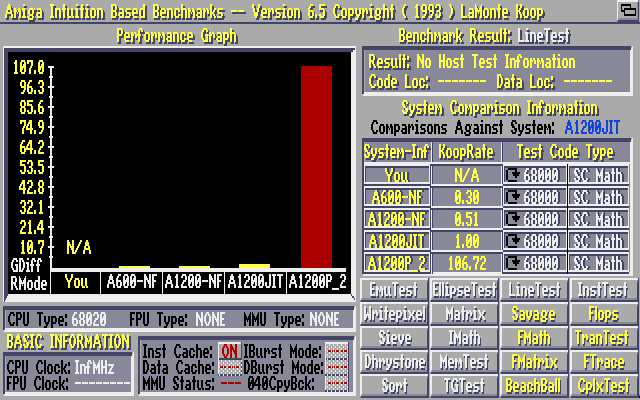 Amiga Intuition Based Benchmarks -- Version 6.5 Copyright ( 1993 ) LaMonte Koop
Performance Graph
107.0
96.3
85.6
74.9
64.2
53.5
42.8
32.1
21.4
10.7
GDiff
RMode
N/A
You A600-NF A1200-NF A1200JIT A1200P_2
CPU Type: 68020 FPU Type: NONE MMU Type: NONE
BASIC INFORMATION
CPU Clock: InfMHz
FPU Clock: --------
Inst Cache: ON IBurst Mode: ---
Data Cache: --- DBurst Mode: ---
MMU Status: --- 040CpyBck: ---
Benchmark Result: LineTest
Result: No Host Test Information
Code Loc: ------- Data Loc: -------
System Comparison Information
Comparisons Against System: A1200JIT
System-Inf KoopRate Test Code Type
You N/A 68000 SC Math
A600-NF 0.30 68000 SC Math
A1200-NF 0.51 68000 SC Math
A1200JIT 1.00 68000 SC Math
A1200P_2 106.72 68000 SC Math
EmuTest EllipseTest LineTest InstTest
Writepixel Matrix Savage Flops
Sieve IMath FMath TranTest
Dhrystone MemTest FMatrix FTrace
Sort TGTest BeachBall CplxTest